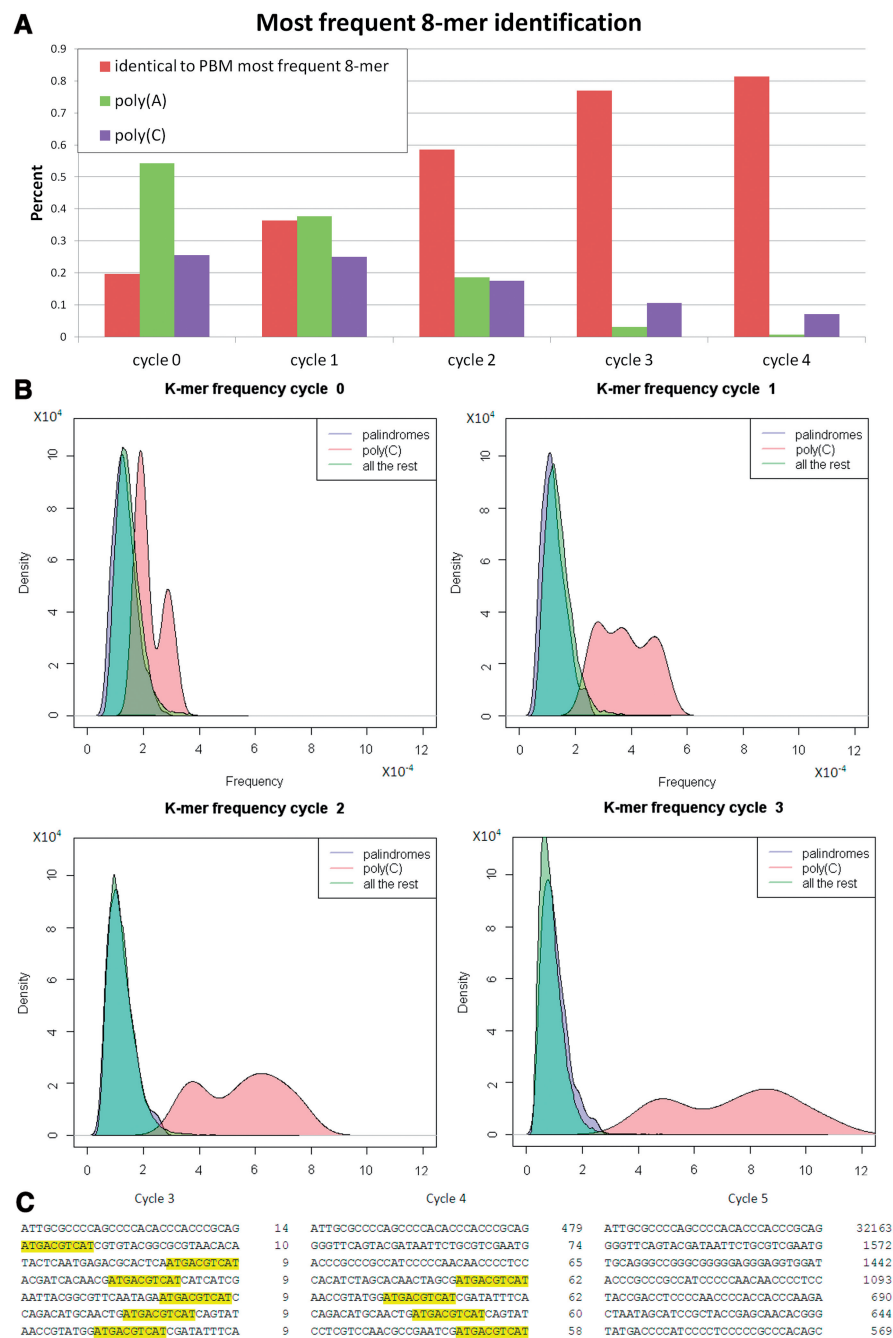 A
Most frequent 8-mer identification
0.9
0.8
0.7
0.6
0.5
0.4
0.3
0.2
0.1
0
Percent
identical to PBM most frequent 8-mer
poly(A)
poly(C)
cycle 0 cycle 1 cycle 2 cycle 3 cycle 4
B
K-mer frequency cycle 0
X10⁴
palindromes
poly(C)
all the rest
10
8
6
4
2
0
Density
0 2 4 6 8 10 12
Frequency
X10⁻⁴
K-mer frequency cycle 1
X10⁴
palindromes
poly(C)
all the rest
10
8
6
4
2
0
Density
0 2 4 6 8 10 12
Frequency
X10⁻⁴
K-mer frequency cycle 2
X10⁴
palindromes
poly(C)
all the rest
10
8
6
4
2
0
Density
0 2 4 6 8 10 12
K-mer frequency cycle 3
X10⁴
palindromes
poly(C)
all the rest
10
8
6
4
2
0
Density
0 2 4 6 8 10 12
C
Cycle 3 Cycle 4 Cycle 5
ATTGCGCCCCAGCCCCACACCCACCCGCAG 14 ATTGCGCCCCAGCCCCACACCCACCCGCAG 479 ATTGCGCCCCAGCCCCACACCCACCCGCAG 32163
ATGACGTCATCGTGTACGGCGCGTAACACA 10 GGGTTCAGTACGATAATTCTGCGTCGAATG 74 GGGTTCAGTACGATAATTCTGCGTCGAATG 1572
TACTCAATGAGACGCACTCAATGACGTCAT 9 ACCCGCCCGCCATCCCCCAACAACCCCTCC 65 TGCAGGGCCGGGCGGGGGAGGGAGGTGGAT 1442
ACGATCACAACGATGACGTCATCATCATCG 9 CACATCTAGCACAACTAGCGATGACGTCAT 62 ACCCGCCCGCCATCCCCCAACAACCCCTCC 1093
AATTACGGCGTTCAATAGAATGACGTCATC 9 AACCGTATGGATGACGTCATCGATATTTCA 62 TACCGACCTCCCCAACCCCACCACCCAAGA 690
CAGACATGCAACTGATGACGTCATCAGTAT 9 CAGACATGCAACTGATGACGTCATCAGTAT 60 CTAATAGCATCCGCTACCGAGCAACACGGG 644
AACCGTATGGATGACGTCATCGATATTTCA 9 CCTCGTCCAACGCCGAATCGATGACGTCAT 58 TATGACCCCATCCCCTCCCCCCGCCACAGC 569